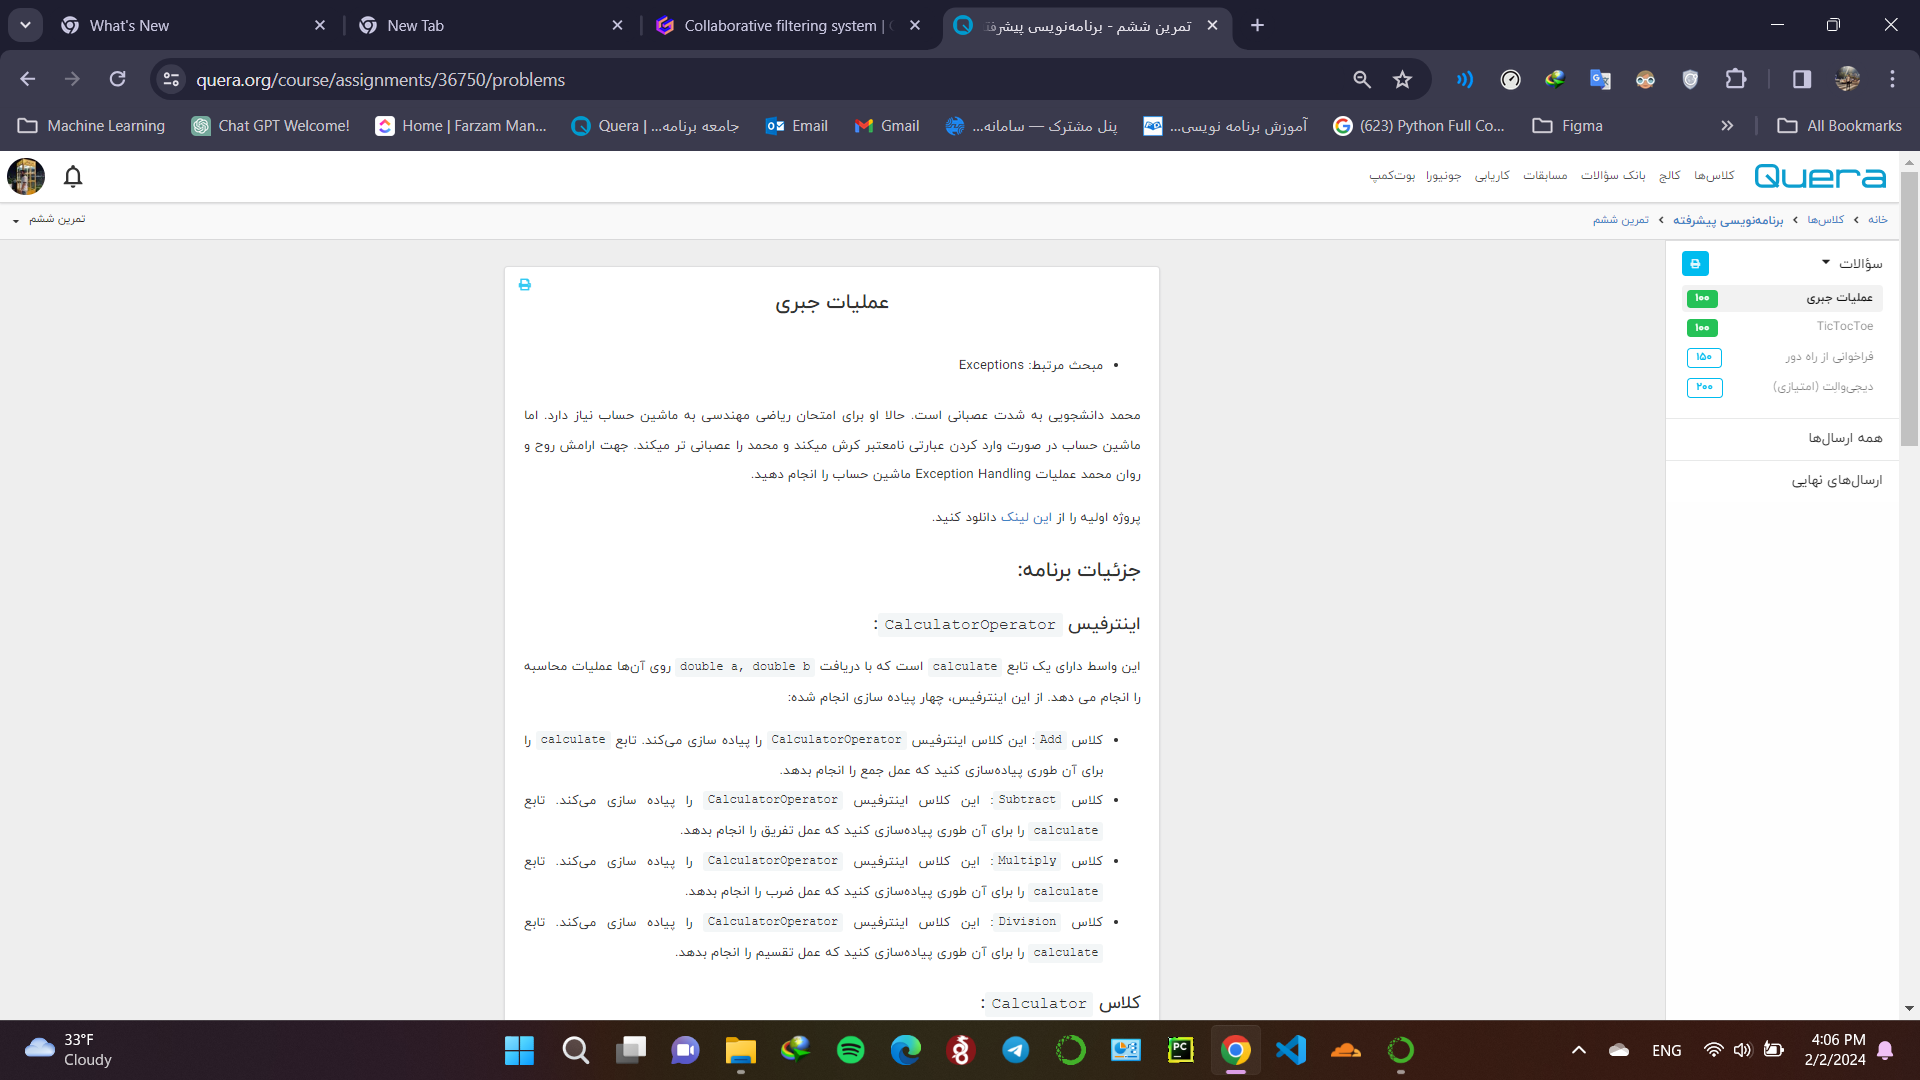 What's New
New Tab
Collaborative filtering system |
تمرین ششم - برنامه‌نویسی پیشرفته
quera.org/course/assignments/36750/problems
Machine Learning
Chat GPT Welcome!
Home | Farzam Man...
Quera | جامعه برنامه...
Email
Gmail
پنل مشترک — سامانه...
آموزش برنامه نویسی...
(623) Python Full Co...
Figma
All Bookmarks
Quera
کلاس‌ها
کالج
بانک سؤالات
مسابقات
کاریابی
جونیورا
بوت‌کمپ
خانه
کلاس‌ها
برنامه‌نویسی پیشرفته
تمرین ششم
تمرین ششم
سؤالات
عملیات جبری ۱۰۰
TicTocToe ۱۰۰
فراخوانی از راه دور ۱۵۰
دیجی‌والِت (امتیازی) ۲۰۰
همه ارسال‌ها
ارسال‌های نهایی
عملیات جبری
مبحث مرتبط: Exceptions
محمد دانشجویی به شدت عصبانی است. حالا او برای امتحان ریاضی مهندسی به ماشین حساب نیاز دارد. اما
ماشین حساب در صورت وارد کردن عبارتی نامعتبر کرش میکند و محمد را عصبانی تر میکند. جهت ارامش روح و
روان محمد عملیات Exception Handling ماشین حساب را انجام دهید.
پروژه اولیه را از این لینک دانلود کنید.
جزئیات برنامه:
اینترفیس CalculatorOperator :
این واسط دارای یک تابع calculate است که با دریافت double a, double b روی آن‌ها عملیات محاسبه
را انجام می دهد. از این اینترفیس، چهار پیاده سازی انجام شده:
کلاس Add : این کلاس اینترفیس CalculatorOperator را پیاده سازی می‌کند. تابع calculate را
برای آن طوری پیاده‌سازی کنید که عمل جمع را انجام بدهد.
کلاس Subtract : این کلاس اینترفیس CalculatorOperator را پیاده سازی می‌کند. تابع
calculate را برای آن طوری پیاده‌سازی کنید که عمل تفریق را انجام بدهد.
کلاس Multiply : این کلاس اینترفیس CalculatorOperator را پیاده سازی می‌کند. تابع
calculate را برای آن طوری پیاده‌سازی کنید که عمل ضرب را انجام بدهد.
کلاس Division : این کلاس اینترفیس CalculatorOperator را پیاده سازی می‌کند. تابع
calculate را برای آن طوری پیاده‌سازی کنید که عمل تقسیم را انجام بدهد.
کلاس Calculator :
33°F
Cloudy
PC
ENG
4:06 PM
2/2/2024